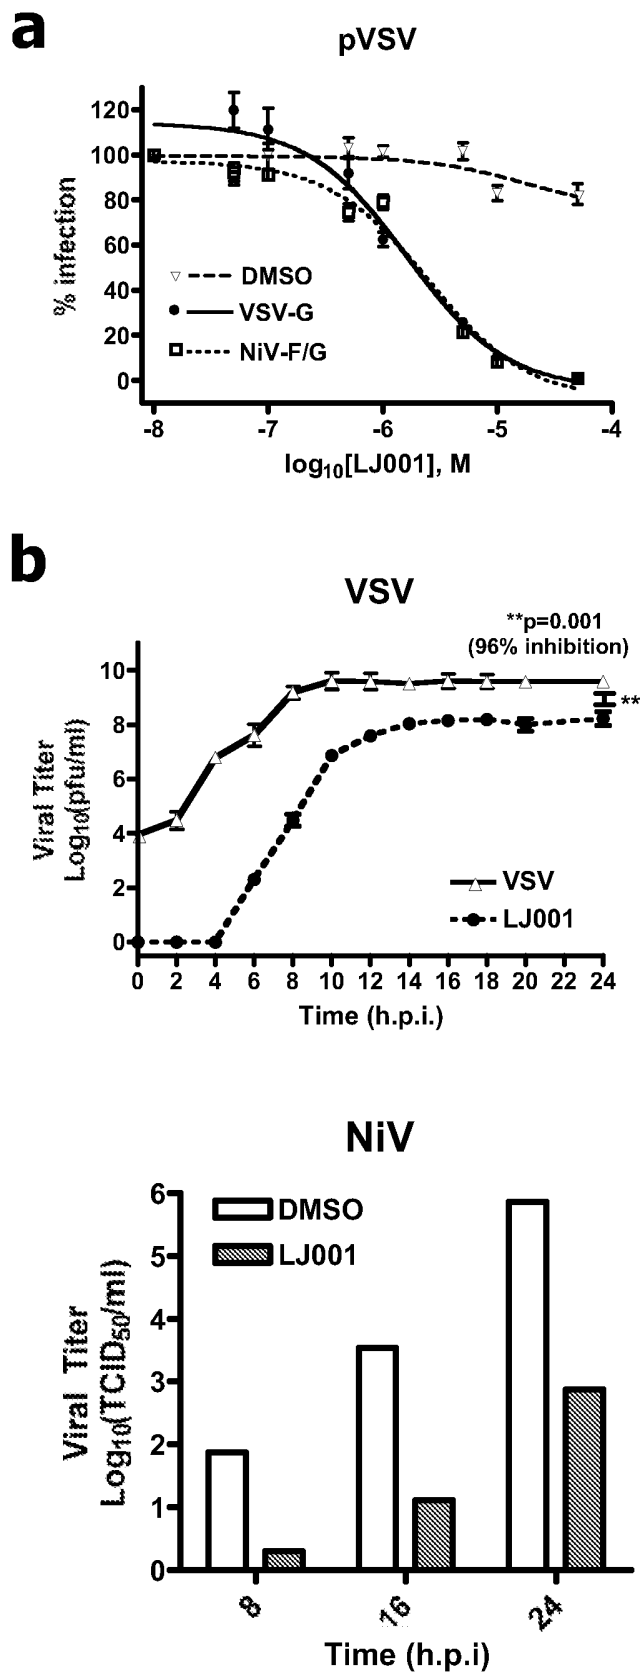 a
pVSV
120
100
80
60
40
20
0
% infection
DMSO
VSV-G
NiV-F/G
-8 -7 -6 -5 -4
log10[LJ001], M
b
VSV
**p=0.001
(96% inhibition)
10
8
6
4
2
0
Viral Titer
Log10(pfu/ml)
**
VSV
LJ001
0 2 4 6 8 10 12 14 16 18 20 22 24
Time (h.p.i.)
NiV
6
5
4
3
2
1
0
Viral Titer
Log10(TCID50/ml)
DMSO
LJ001
8 16 24
Time (h.p.i)